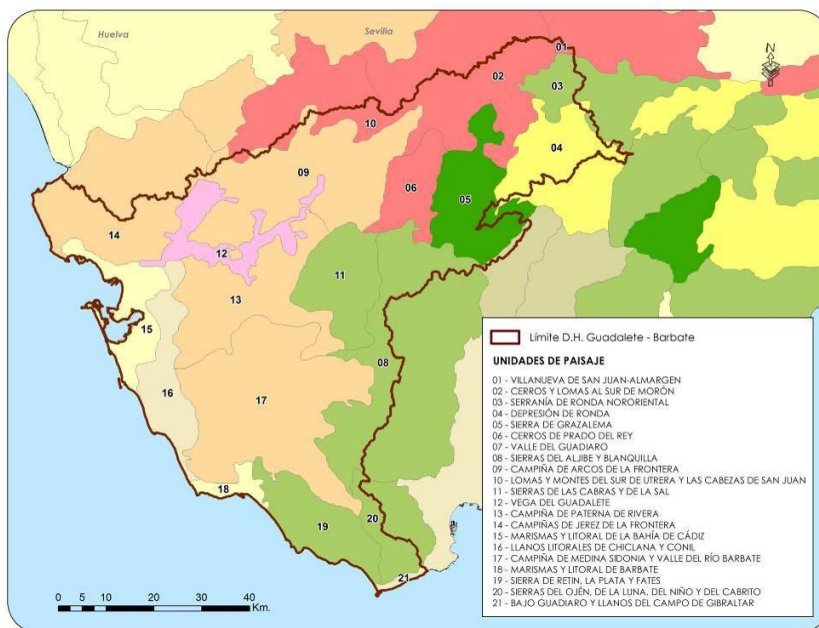 Huelva
Sevilla
01
N
02
03
10
04
09
06
05
14
12
11
13
15
08
16
17
18
19
20
21
Límite D.H. Guadalete - Barbate
UNIDADES DE PAISAJE
01 - VILLANUEVA DE SAN JUAN-ALMARGEN
02 - CERROS Y LOMAS AL SUR DE MORÓN
03 - SERRANÍA DE RONDA NORORIENTAL
04 - DEPRESIÓN DE RONDA
05 - SIERRA DE GRAZALEMA
06 - CERROS DE PRADO DEL REY
07 - VALLE DEL GUADIARO
08 - SIERRAS DEL ALJIBE Y BLANQUILLA
09 - CAMPIÑA DE ARCOS DE LA FRONTERA
10 - LOMAS Y MONTES DEL SUR DE UTRERA Y LAS CABEZAS DE SAN JUAN
11 - SIERRAS DE LAS CABRAS Y DE LA SAL
12 - VEGA DEL GUADALETE
13 - CAMPIÑA DE PATERNA DE RIVERA
14 - CAMPIÑAS DE JEREZ DE LA FRONTERA
15 - MARISMAS Y LITORAL DE LA BAHÍA DE CÁDIZ
16 - LLANOS LITORALES DE CHICLANA Y CONIL
17 - CAMPIÑA DE MEDINA SIDONIA Y VALLE DEL RÍO BARBATE
18 - MARISMAS Y LITORAL DE BARBATE
19 - SIERRA DE RETIN, LA PLATA Y FATES
20 - SIERRAS DEL OJÉN, DE LA LUNA, DEL NIÑO Y DEL CABRITO
21 - BAJO GUADIARO Y LLANOS DEL CAMPO DE GIBRALTAR
0 5 10 20 30 40
Km.